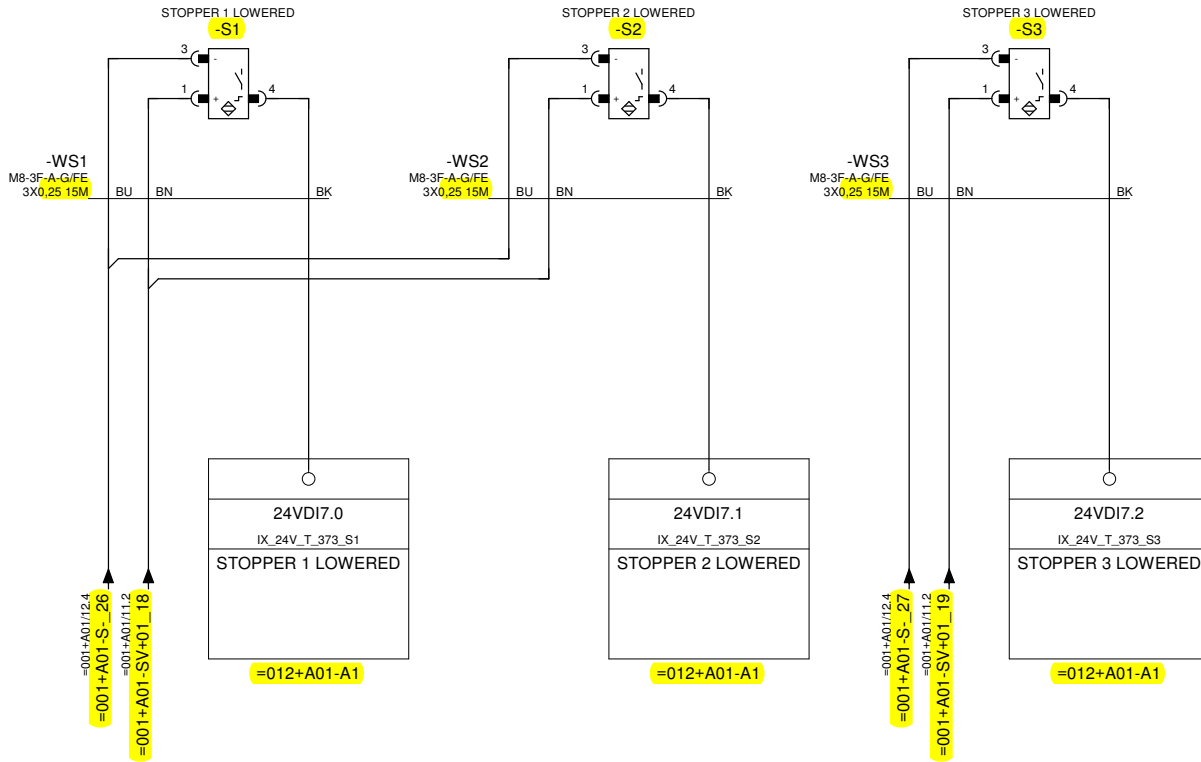 STOPPER 1 LOWERED
-S1
3
-
1
+
4
-WS1
M8-3F-A-G/FE
3X0,25 15M
BU
BN
BK
STOPPER 2 LOWERED
-S2
3
-
1
+
4
-WS2
M8-3F-A-G/FE
3X0,25 15M
BU
BN
BK
STOPPER 3 LOWERED
-S3
3
-
1
+
4
-WS3
M8-3F-A-G/FE
3X0,25 15M
BU
BN
BK
=001+A01/12.4
=001+A01-S-_26
=001+A01/11.2
=001+A01-SV+01_18
24VDI7.0
IX_24V_T_373_S1
STOPPER 1 LOWERED
=012+A01-A1
24VDI7.1
IX_24V_T_373_S2
STOPPER 2 LOWERED
=012+A01-A1
=001+A01/12.4
=001+A01-S-_27
=001+A01/11.2
=001+A01-SV+01_19
24VDI7.2
IX_24V_T_373_S3
STOPPER 3 LOWERED
=012+A01-A1